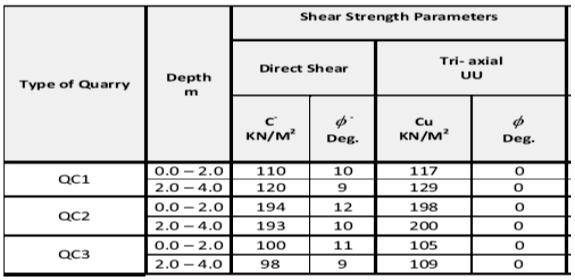 Shear Strength Parameters
Type of Quarry Depth m Direct Shear Tri- axial UU
C⁻ KN/M² ϕ⁻ Deg. Cu KN/M² ϕ Deg.
QC1 0.0 – 2.0 110 10 117 0
2.0 – 4.0 120 9 129 0
QC2 0.0 – 2.0 194 12 198 0
2.0 – 4.0 193 10 200 0
QC3 0.0 – 2.0 100 11 105 0
2.0 – 4.0 98 9 109 0